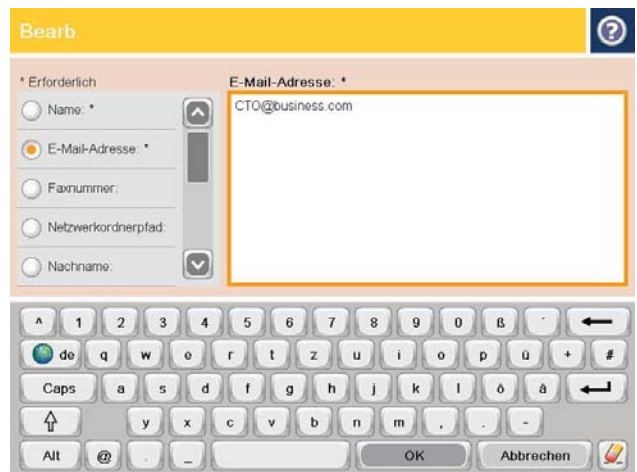 Bearb.
?
* Erforderlich
E-Mail-Adresse: *
Name: *
CTO@business.com
E-Mail-Adresse: *
Faxnummer:
Netzwerkordnerpfad:
Nachname:
^ 1 2 3 4 5 6 7 8 9 0 ß ´
de q w e r t z u i o p ü + #
Caps a s d f g h j k l ö ä
y x c v b n m , . -
Alt @ . _ OK Abbrechen